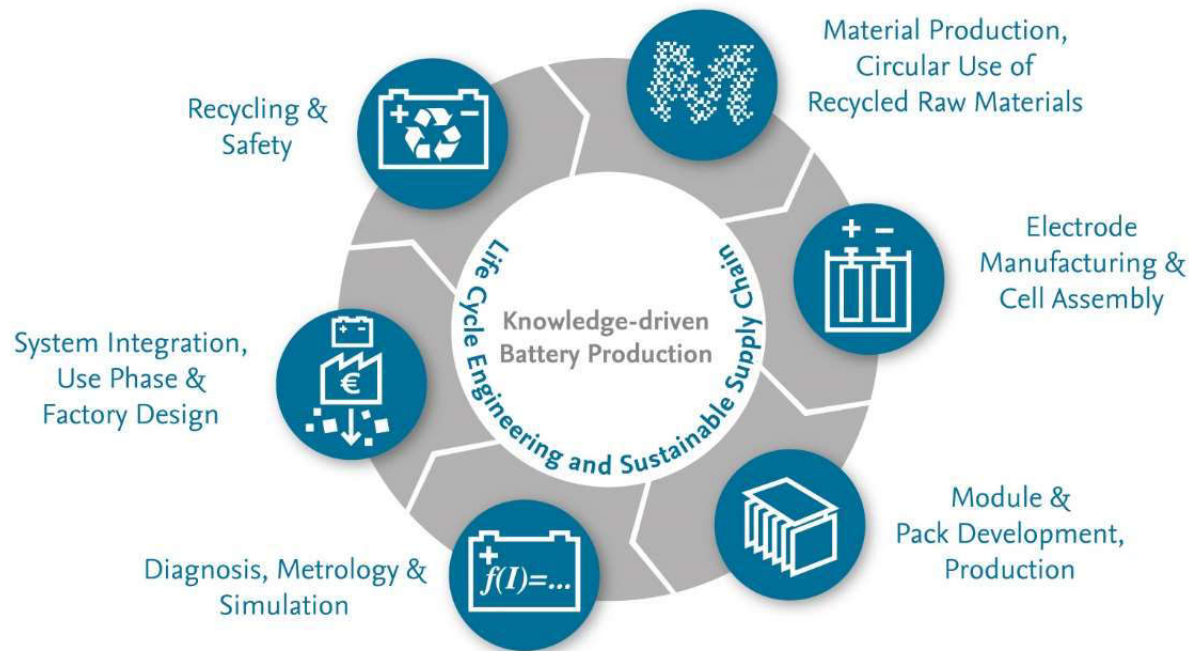 Material Production,
Circular Use of
Recycled Raw Materials
Electrode
Manufacturing &
Cell Assembly
Module &
Pack Development,
Production
Diagnosis, Metrology &
Simulation
System Integration,
Use Phase &
Factory Design
Recycling &
Safety
Knowledge-driven
Battery Production
Life Cycle Engineering and Sustainable Supply Chain
M
+ −
+
f(I)=...
+ −
€
+ −